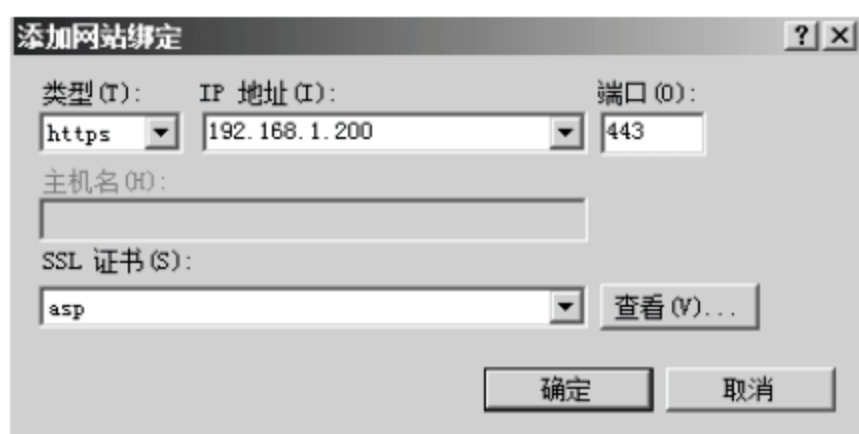 添加网站绑定 ? ×
类型(T): IP 地址(I): 端口(O):
https 192.168.1.200 443
主机名(H):
SSL 证书(S):
asp 查看(V)...
确定 取消